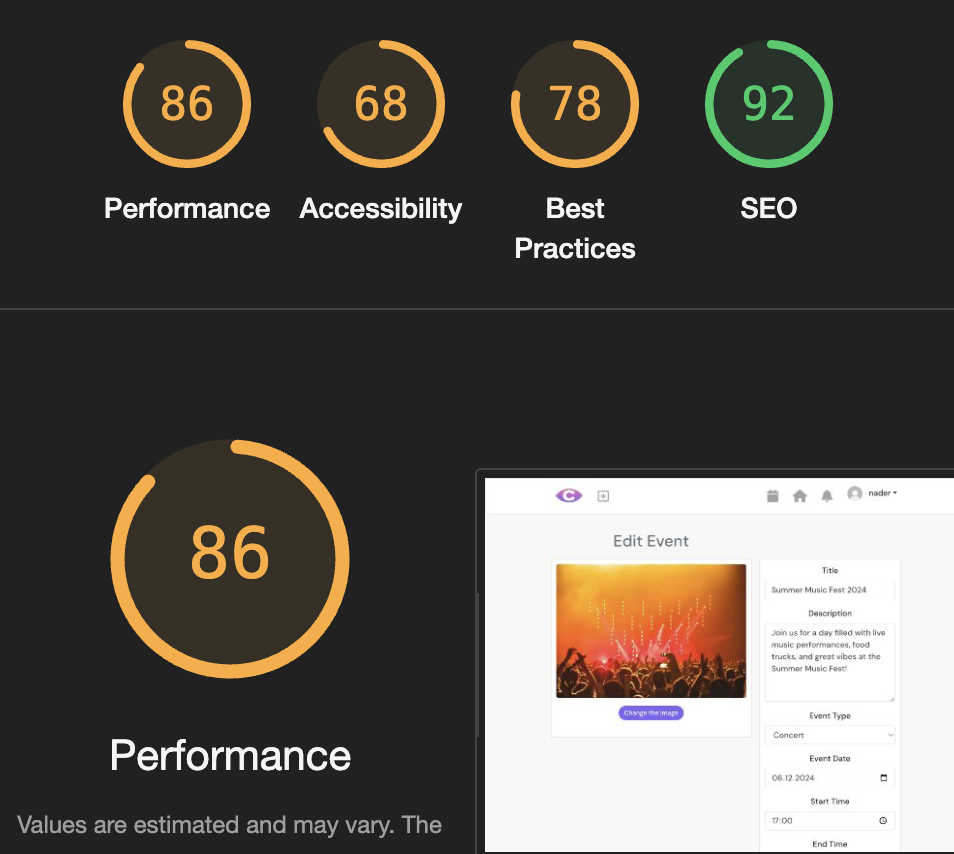 86
68
78
92
Performance
Accessibility
Best
Practices
SEO
86
Performance
Values are estimated and may vary. The
C
nader
Edit Event
Change the image
Title
Summer Music Fest 2024
Description
Join us for a day filled with live
music performances, food
trucks, and great vibes at the
Summer Music Fest!
Event Type
Concert
Event Date
06.12.2024
Start Time
17:00
End Time